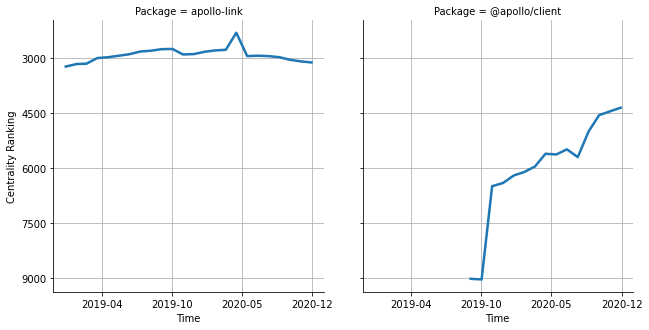 Package = apollo-link
Package = @apollo/client
Centrality Ranking
3000
4500
6000
7500
9000
2019-04
2019-10
2020-05
2020-12
2019-04
2019-10
2020-05
2020-12
Time
Time